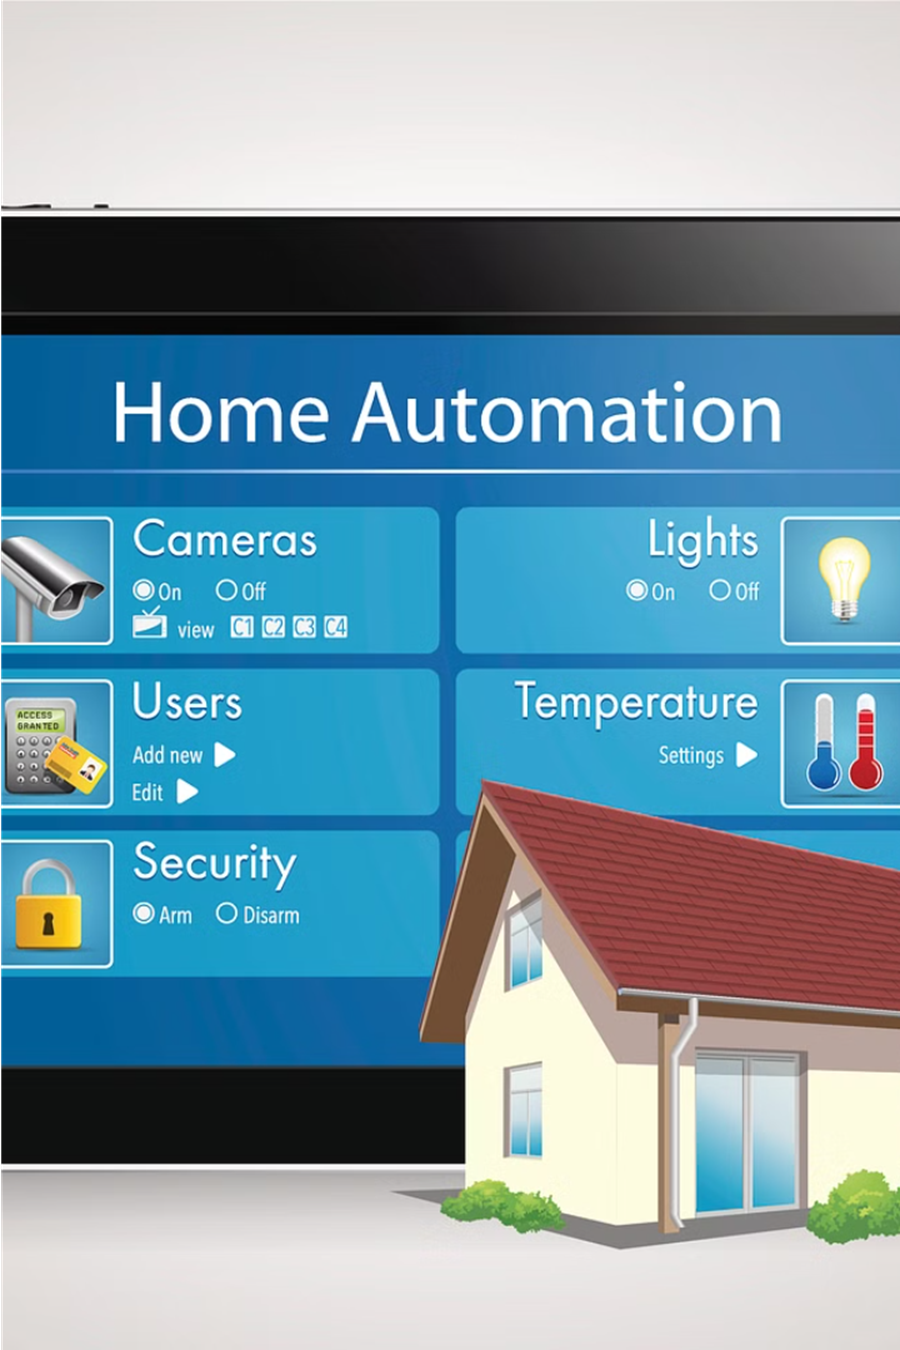 Home Automation
Cameras
On Off
view C1 C2 C3 C4
Lights
On Off
ACCESS
GRANTED
Users
Add new
Edit
Temperature
Settings
Security
Arm Disarm